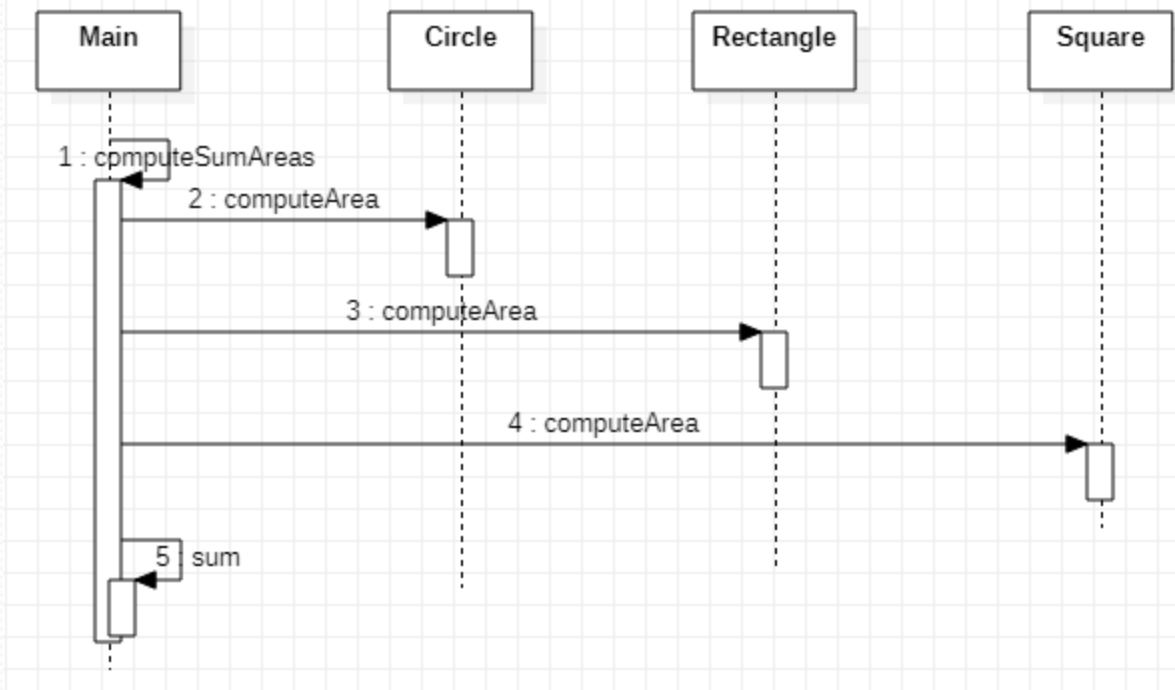 Main
Circle
Rectangle
Square
1 : computeSumAreas
2 : computeArea
3 : computeArea
4 : computeArea
5 : sum